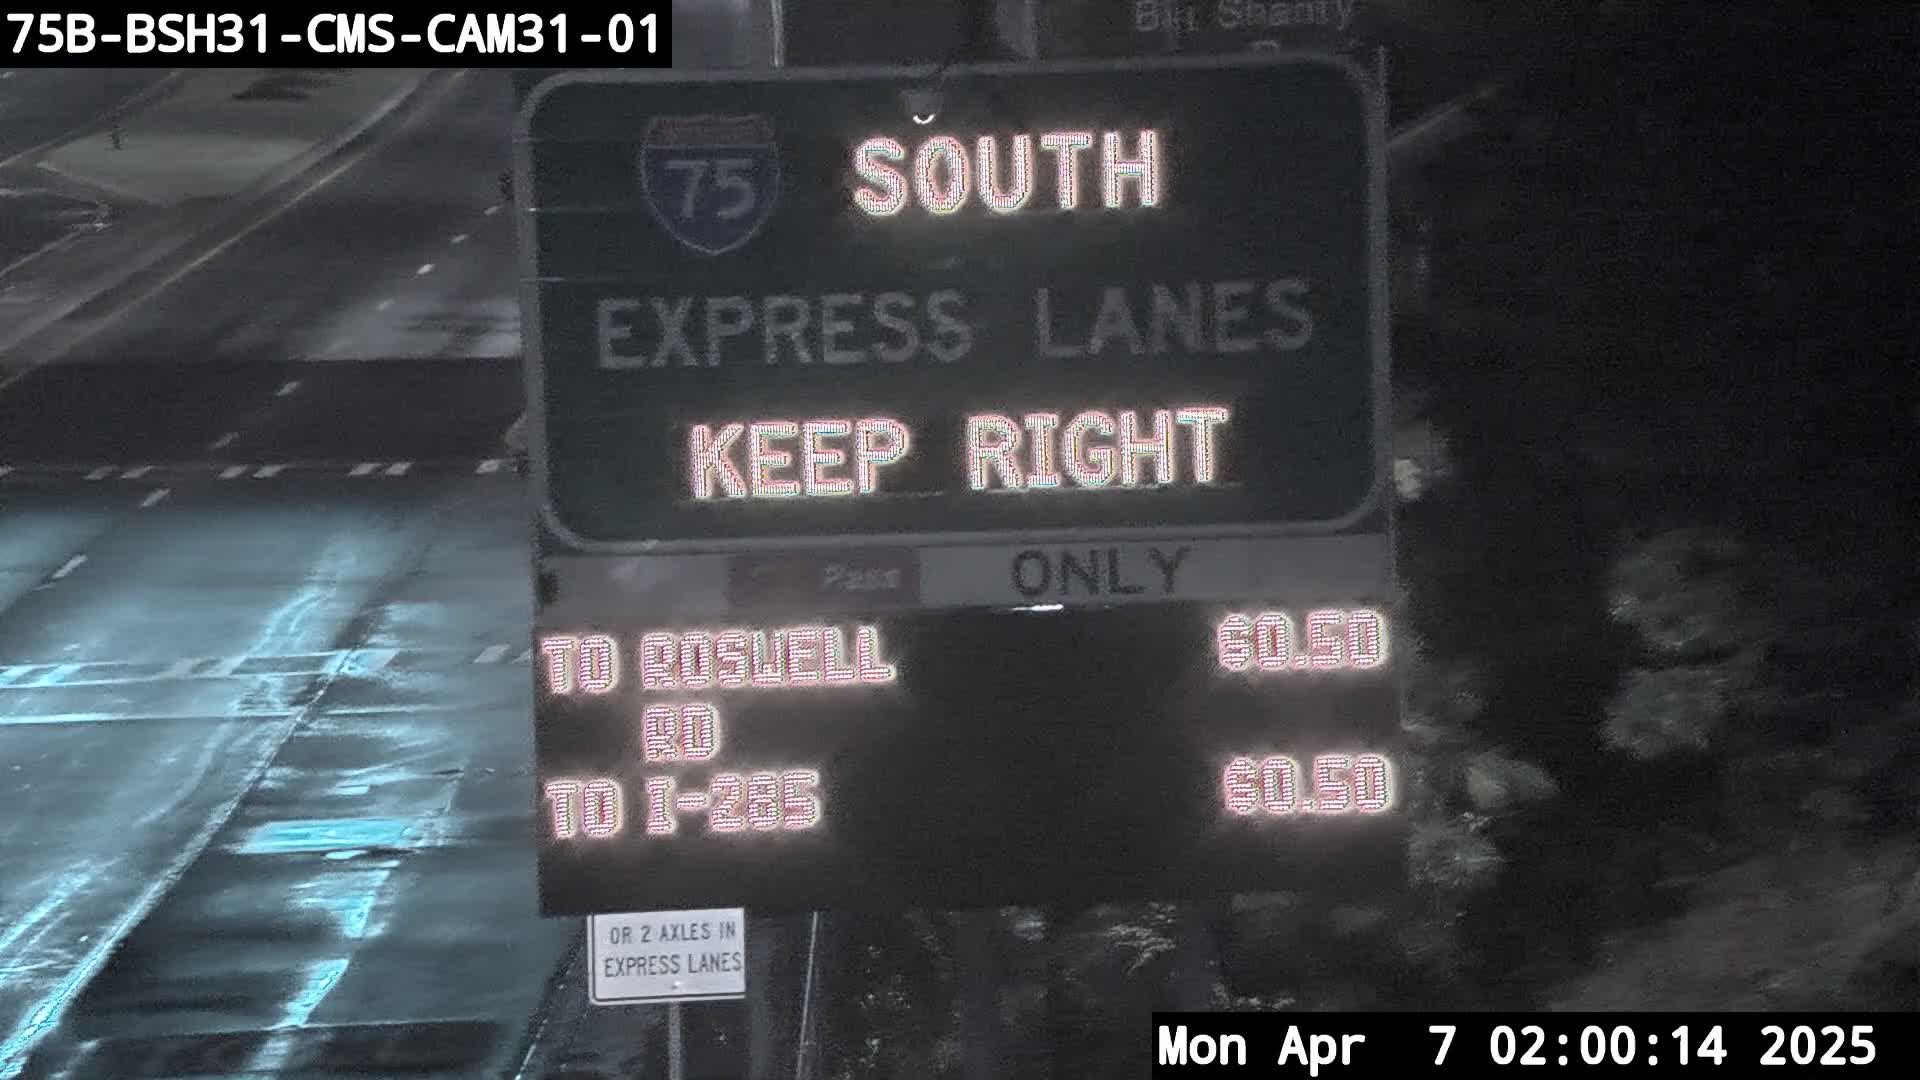 75B-BSH31-CMS-CAM31-01
Shanty
75 SOUTH
EXPRESS LANES
KEEP RIGHT
Pass ONLY
TO ROSWELL $0.50
RD
TO I-285 $0.50
OR 2 AXLES IN
EXPRESS LANES
Mon Apr 7 02:00:14 2025